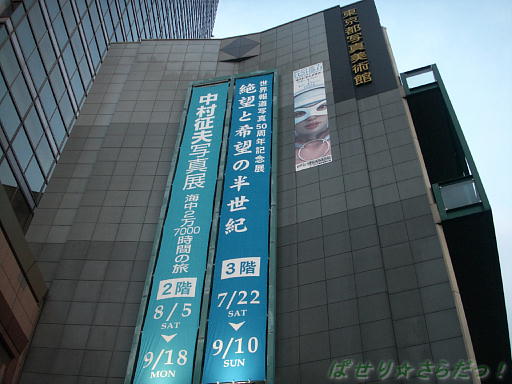 東京都写真美術館
世界報道写真50周年記念展
絶望と希望の半世紀
3階
7/22
SAT
9/10
SUN
中村征夫写真展
海中2万7000時間の旅
2階
8/5
SAT
9/18
MON
ぱせり☆さらだっ!